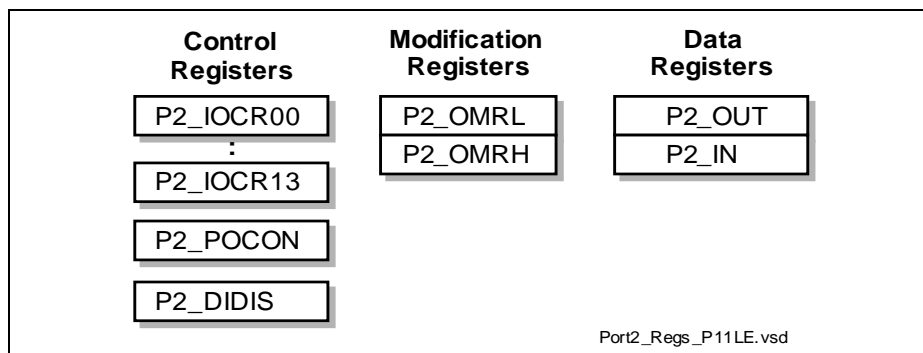 Control
Registers
P2_IOCR00
:
P2_IOCR13
P2_POCON
P2_DIDIS
Modification
Registers
P2_OMRL
P2_OMRH
Data
Registers
P2_OUT
P2_IN
Port2_Regs_P11LE.vsd